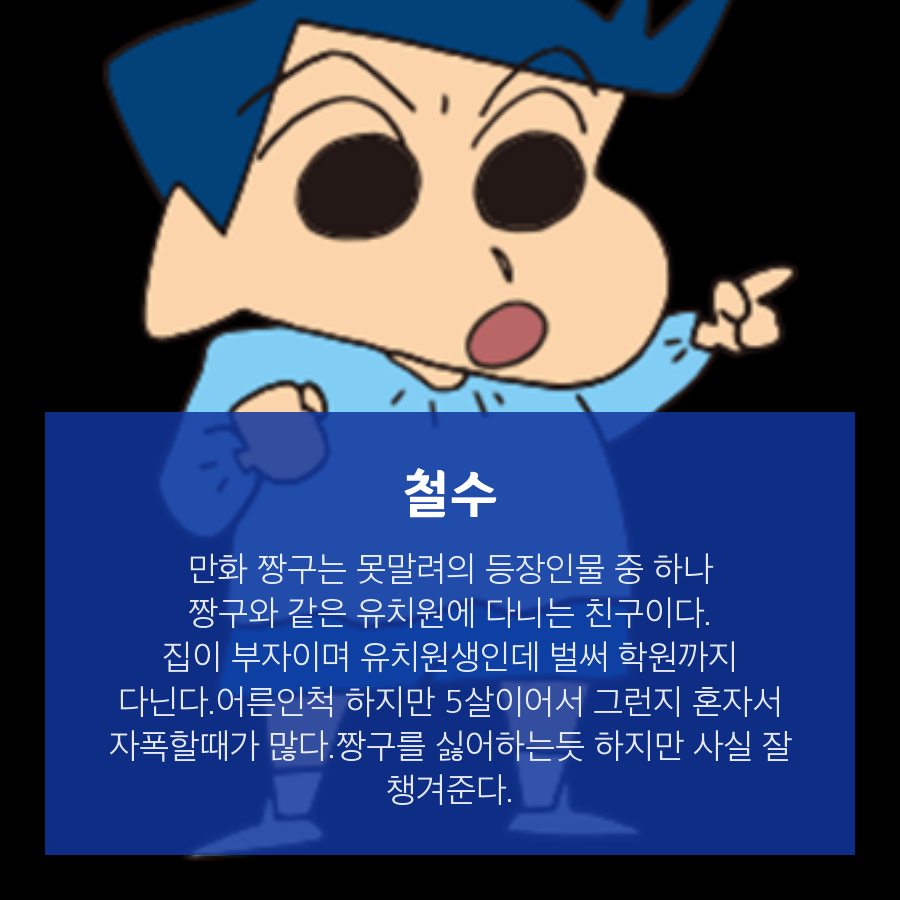 철수
만화 짱구는 못말려의 등장인물 중 하나
짱구와 같은 유치원에 다니는 친구이다.
집이 부자이며 유치원생인데 벌써 학원까지
다닌다.어른인척 하지만 5살이어서 그런지 혼자서
자폭할때가 많다.짱구를 싫어하는듯 하지만 사실 잘
챙겨준다.